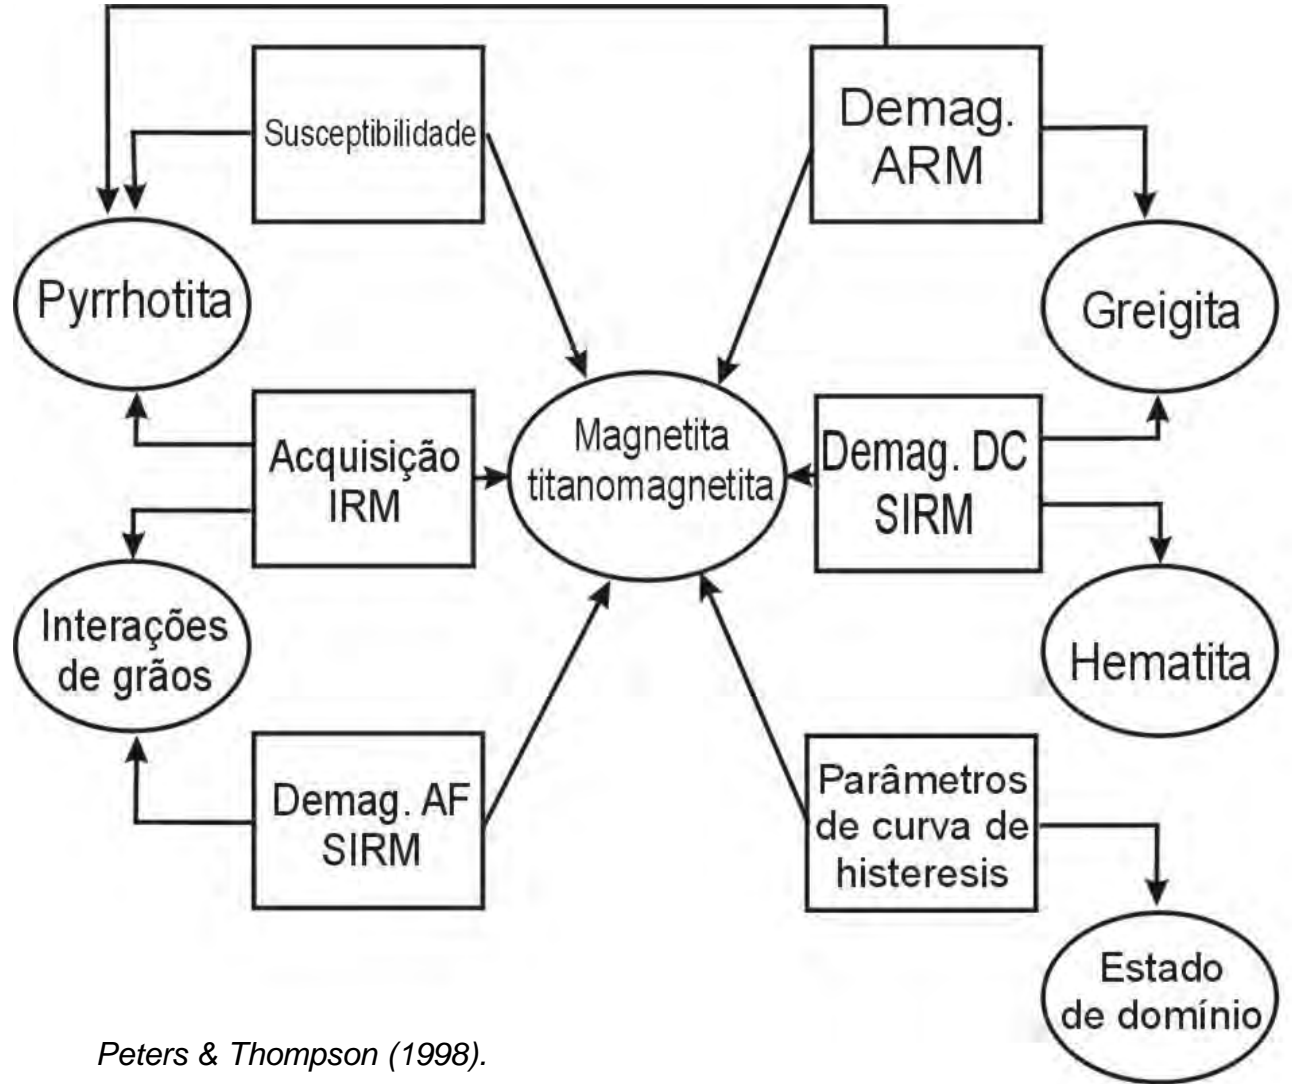 Susceptibilidade
Demag.
ARM
Pyrrhotita
Greigita
Acquisição
IRM
Magnetita
titanomagnetita
Demag. DC
SIRM
Interações
de grãos
Hematita
Demag. AF
SIRM
Parâmetros
de curva de
histeresis
Estado
de domínio
Peters & Thompson (1998).